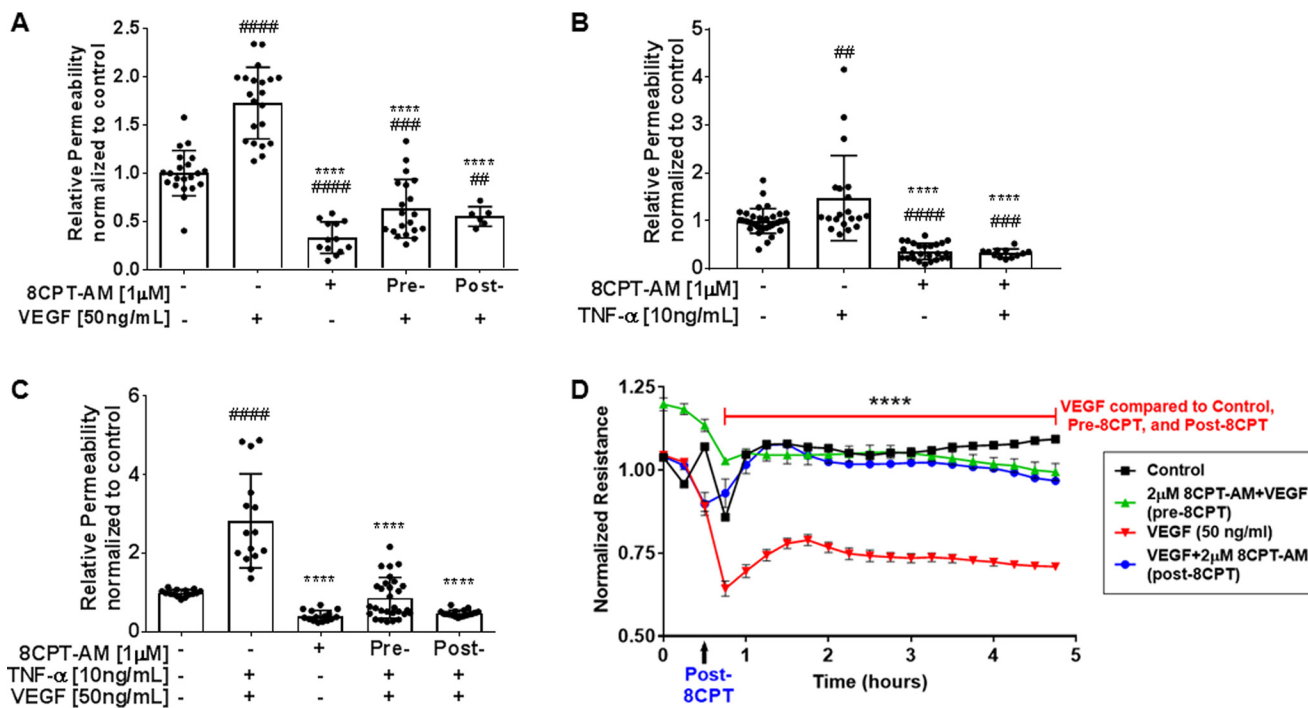 A
Relative Permeability
normalized to control
2.5
2.0
1.5
1.0
0.5
0.0
####
****
####
****
###
****
##
8CPT-AM [1µM]
- - + Pre- Post-
VEGF [50ng/mL]
- + - + +
B
Relative Permeability
normalized to control
5
4
3
2
1
0
##
****
####
****
###
8CPT-AM [1µM]
- - + +
TNF-α [10ng/mL]
- + - +
C
Relative Permeability
normalized to control
6
4
2
0
####
****
****
****
8CPT-AM [1µM]
- - + Pre- Post-
TNF-α [10ng/mL]
- + - + +
VEGF [50ng/mL]
- + - + +
D
Normalized Resistance
1.25
1.00
0.75
0.50
****
VEGF compared to Control,
Pre-8CPT, and Post-8CPT
0 1 2 3 4 5
Post-
8CPT
Time (hours)
Control
2µM 8CPT-AM+VEGF
(pre-8CPT)
VEGF (50 ng/ml)
VEGF+2µM 8CPT-AM
(post-8CPT)